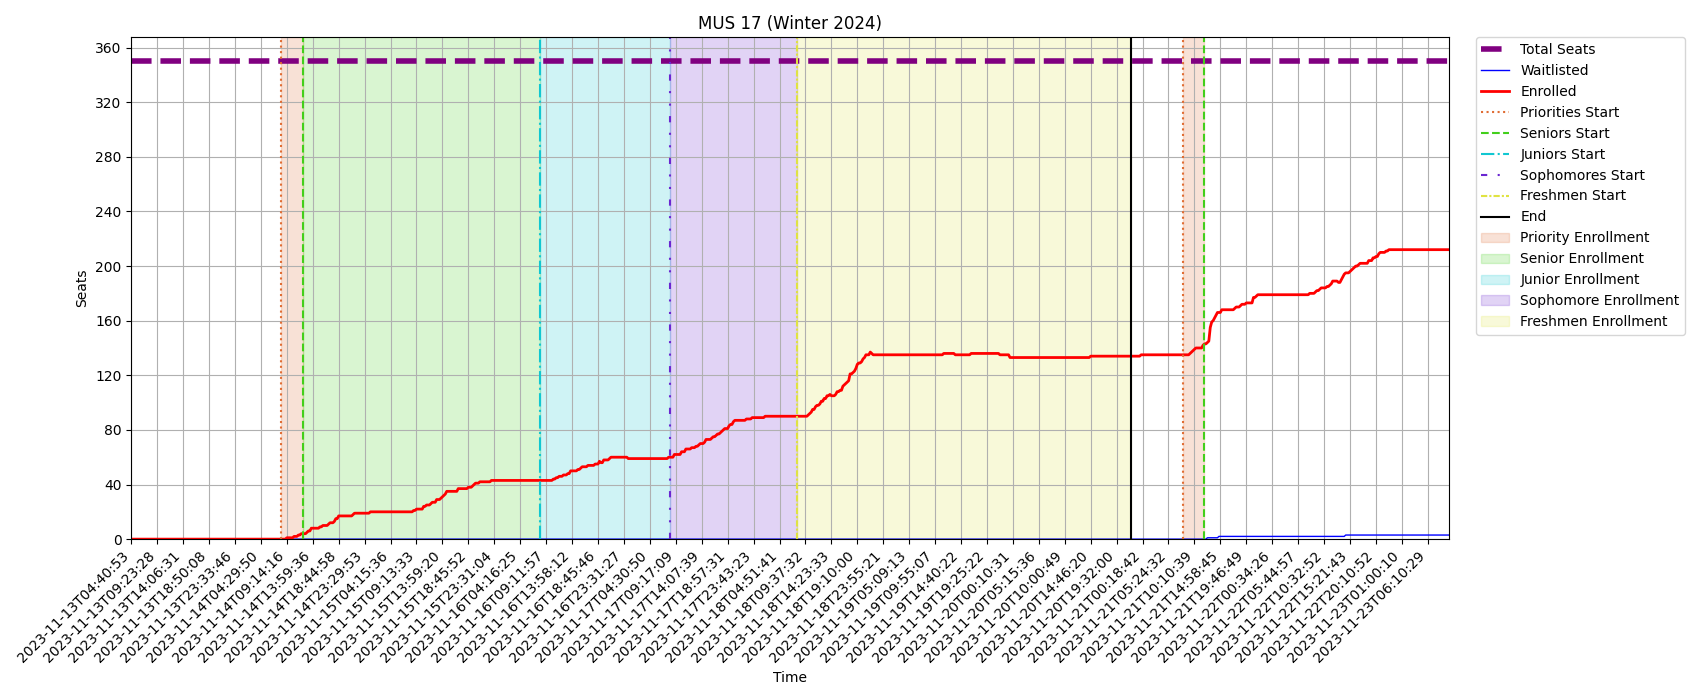 MUS 17 (Winter 2024)
360
320
280
240
200
160
120
80
40
0
Seats
2023-11-13T04:40:53
2023-11-13T09:23:28
2023-11-13T14:06:31
2023-11-13T18:50:08
2023-11-13T23:33:46
2023-11-14T04:29:50
2023-11-14T09:14:16
2023-11-14T13:59:36
2023-11-14T18:44:58
2023-11-14T23:29:53
2023-11-15T04:15:36
2023-11-15T09:13:33
2023-11-15T13:59:20
2023-11-15T18:45:52
2023-11-15T23:31:04
2023-11-16T04:16:25
2023-11-16T09:11:57
2023-11-16T13:58:12
2023-11-16T18:45:46
2023-11-16T23:31:27
2023-11-17T04:30:50
2023-11-17T09:17:09
2023-11-17T14:07:39
2023-11-17T18:57:31
2023-11-17T23:43:23
2023-11-18T04:51:41
2023-11-18T09:37:32
2023-11-18T14:23:33
2023-11-18T19:10:00
2023-11-18T23:55:21
2023-11-19T05:09:13
2023-11-19T09:55:07
2023-11-19T14:40:22
2023-11-19T19:25:22
2023-11-20T00:10:31
2023-11-20T05:15:36
2023-11-20T10:00:49
2023-11-20T14:46:20
2023-11-20T19:32:00
2023-11-21T00:18:42
2023-11-21T05:24:32
2023-11-21T10:10:39
2023-11-21T14:58:45
2023-11-21T19:46:49
2023-11-22T00:34:28
2023-11-22T05:44:57
2023-11-22T10:32:52
2023-11-22T15:21:43
2023-11-22T20:10:52
2023-11-23T01:00:10
2023-11-23T06:10:29
Time
Total Seats
Waitlisted
Enrolled
Priorities Start
Seniors Start
Juniors Start
Sophomores Start
Freshmen Start
End
Priority Enrollment
Senior Enrollment
Junior Enrollment
Sophomore Enrollment
Freshmen Enrollment